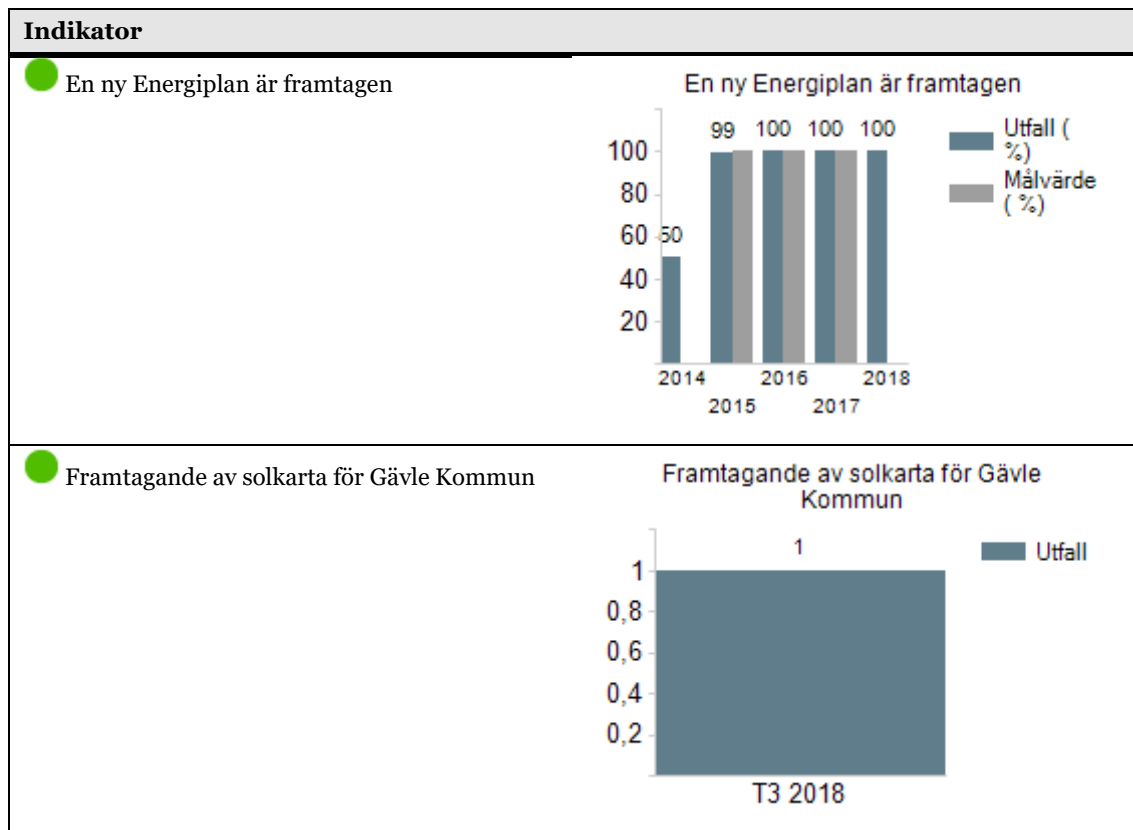 Indikator
En ny Energiplan är framtagen
En ny Energiplan är framtagen
99 100 100 100
50
100
80
60
40
20
2014 2016 2018
2015 2017
Utfall (
%)
Målvärde
( %)
Framtagande av solkarta för Gävle Kommun
Framtagande av solkarta för Gävle
Kommun
1
1
0,8
0,6
0,4
0,2
T3 2018
Utfall